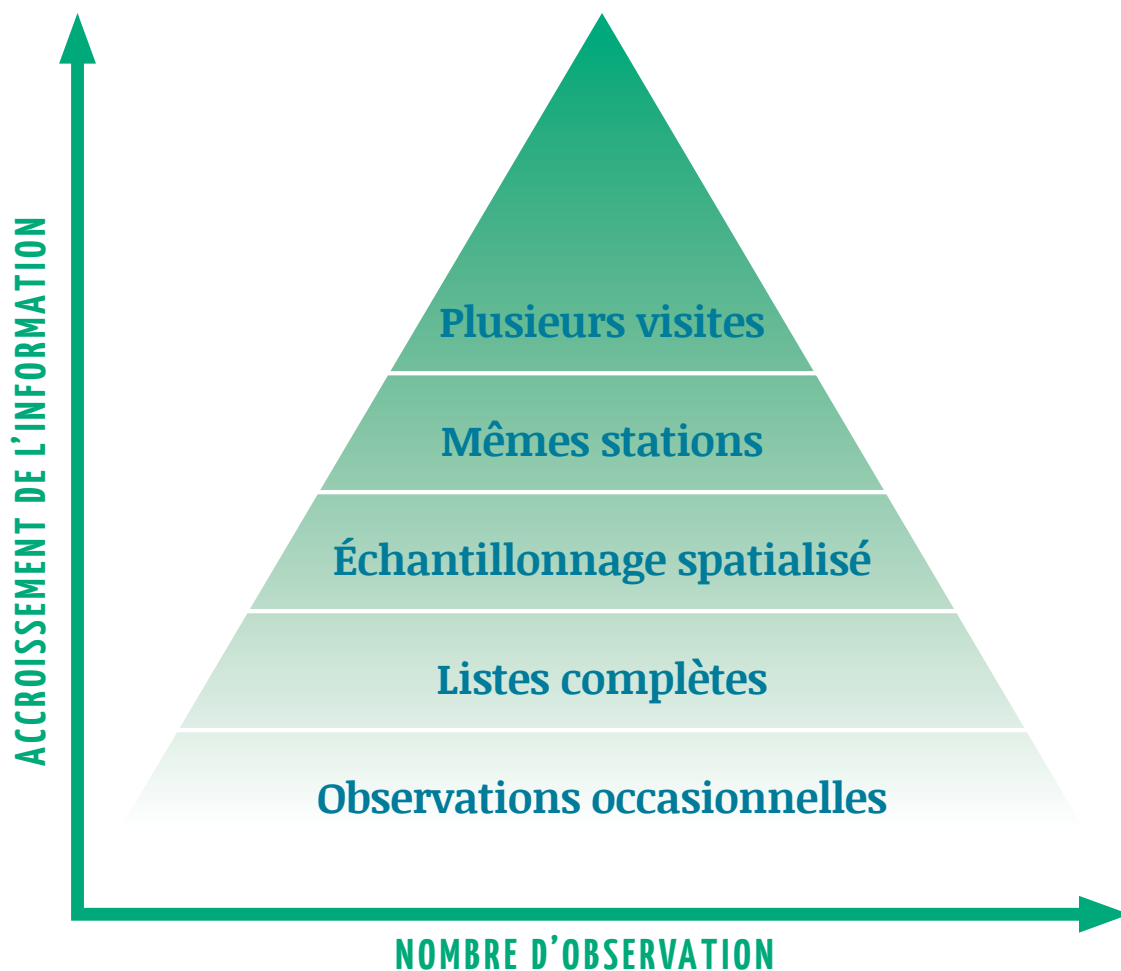 ACCROISSEMENT DE L'INFORMATION
Plusieurs visites
Mêmes stations
Échantillonnage spatialisé
Listes complètes
Observations occasionnelles
NOMBRE D'OBSERVATION